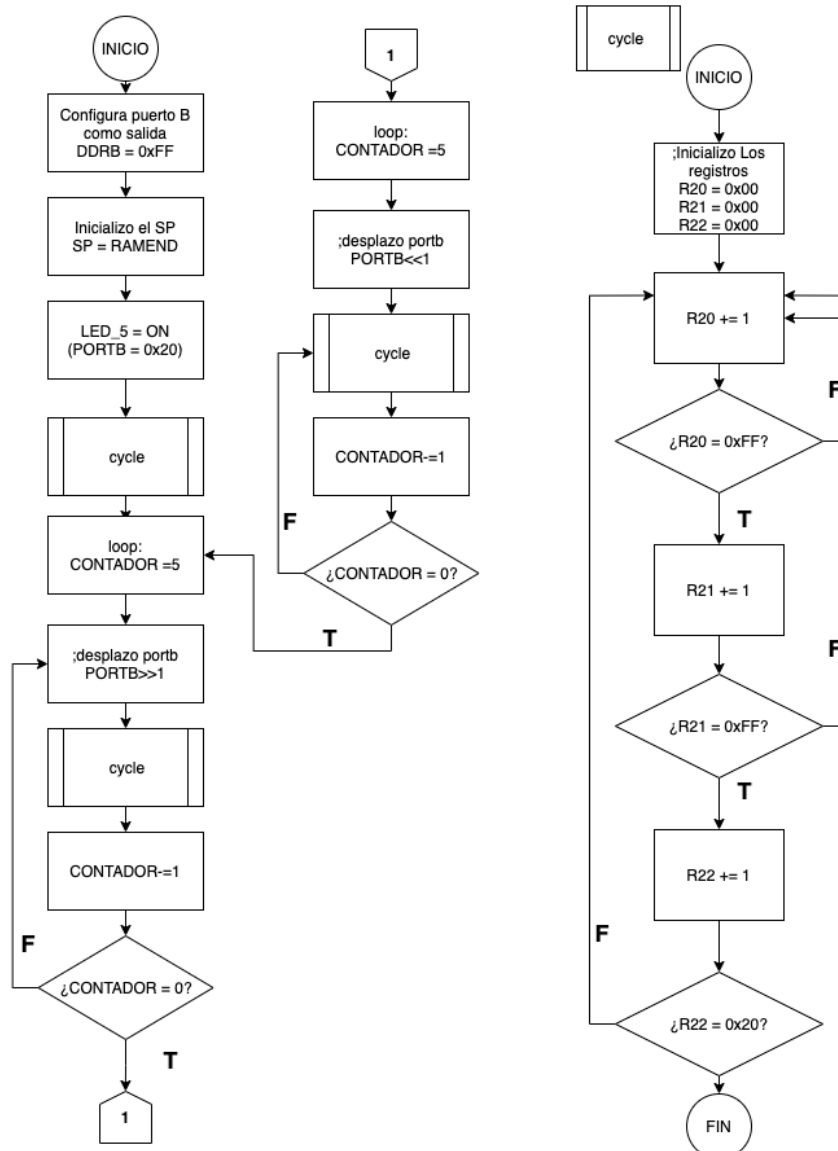 INICIO
Configura puerto B
como salida
DDRB = 0xFF
Inicializo el SP
SP = RAMEND
LED_5 = ON
(PORTB = 0x20)
cycle
loop:
CONTADOR =5
;desplazo portb
PORTB>>1
cycle
CONTADOR-=1
F
¿CONTADOR = 0?
T
1
1
loop:
CONTADOR =5
;desplazo portb
PORTB<<1
cycle
CONTADOR-=1
F
¿CONTADOR = 0?
T
cycle
INICIO
;Inicializo Los
registros
R20 = 0x00
R21 = 0x00
R22 = 0x00
R20 += 1
F
¿R20 = 0xFF?
T
R21 += 1
F
¿R21 = 0xFF?
T
R22 += 1
F
¿R22 = 0x20?
FIN